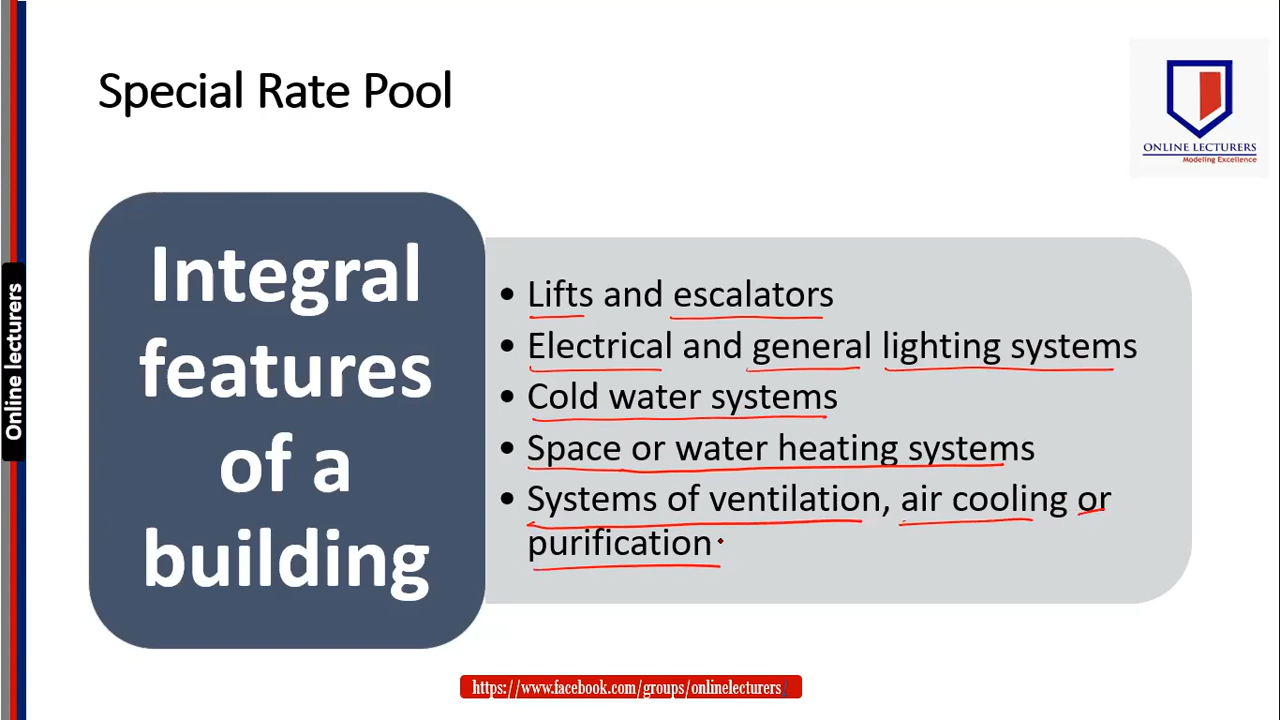 Special Rate Pool
ONLINE LECTURERS
Modeling Excellence
Online lecturers
Integral
features
of a
building
• Lifts and escalators
• Electrical and general lighting systems
• Cold water systems
• Space or water heating systems
• Systems of ventilation, air cooling or
purification
https://www.facebook.com/groups/onlinelecturers/